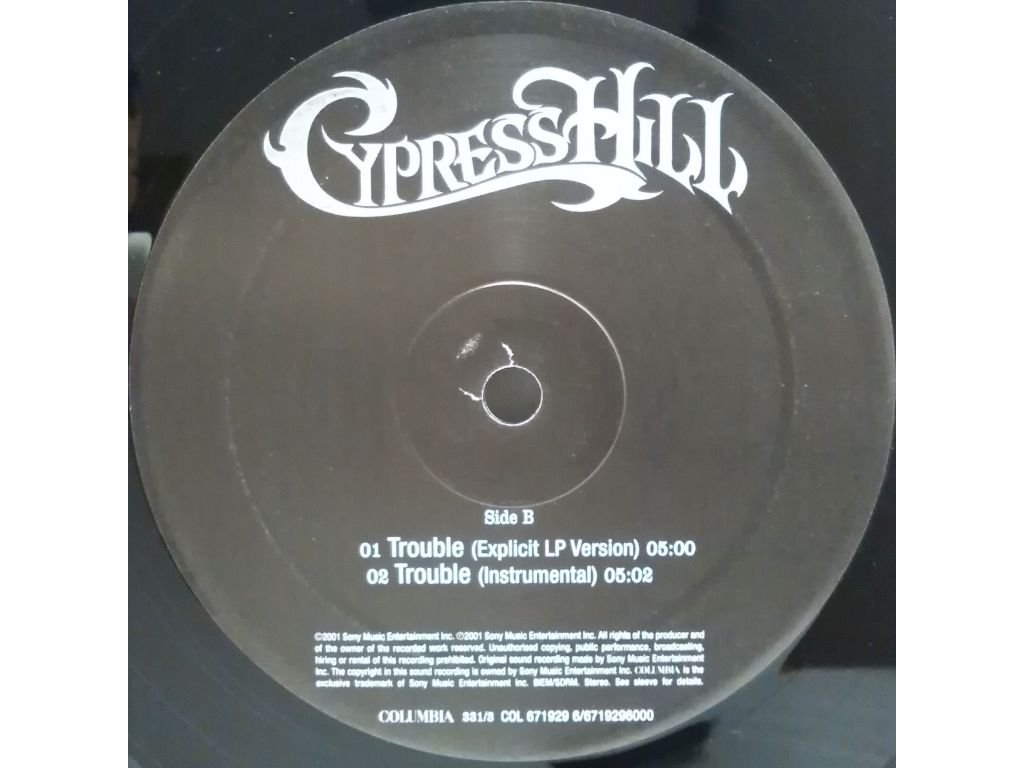 CYPRESS HILL
Side B
01 Trouble (Explicit LP Version) 05:00
02 Trouble (Instrumental) 05:02
©2001 Sony Music Entertainment Inc. ℗2001 Sony Music Entertainment Inc. All rights of the producer and
of the owner of the recorded work reserved. Unauthorised copying, public performance, broadcasting,
hiring or rental of this recording prohibited. Original sound recording made by Sony Music Entertainment
Inc. The copyright in this sound recording is owned by Sony Music Entertainment Inc. COLUMBIA is the
exclusive trademark of Sony Music Entertainment Inc. BIEM/SDRM. Stereo. See sleeve for details.
COLUMBIA 331/3 COL 671929 6/6719296000